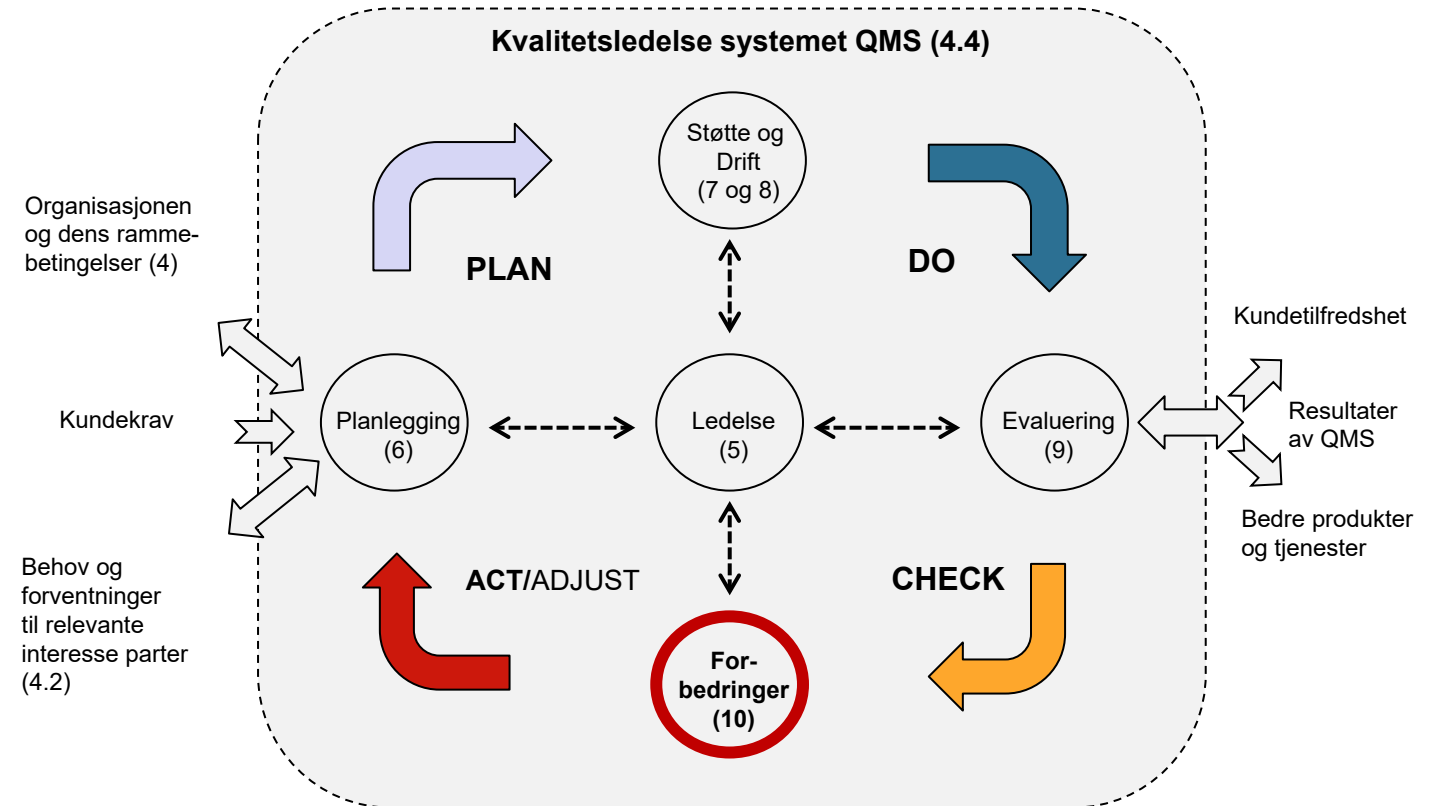 Kvalitetsledelse systemet QMS (4.4)
Støtte og
Drift
(7 og 8)
Organisasjonen
og dens ramme-
betingelser (4)
PLAN
DO
Kundetilfredshet
Kundekrav
Planlegging
(6)
Ledelse
(5)
Evaluering
(9)
Resultater
av QMS
Bedre produkter
og tjenester
Behov og
forventninger
til relevante
interesse parter
(4.2)
ACT/ADJUST
CHECK
For-
bedringer
(10)